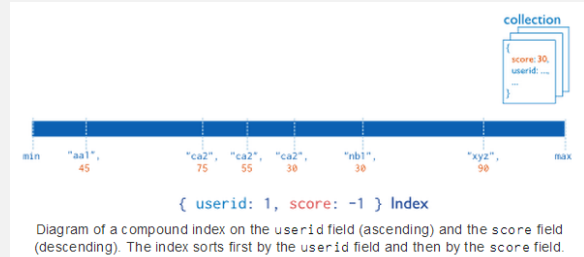 collection
{
score: 30,
userid: ...,
...
}
min "aa1", "ca2", "ca2", "ca2", "nb1", "xyz", max
45 75 55 30 30 90
{ userid: 1, score: -1 } Index
Diagram of a compound index on the userid field (ascending) and the score field
(descending). The index sorts first by the userid field and then by the score field.